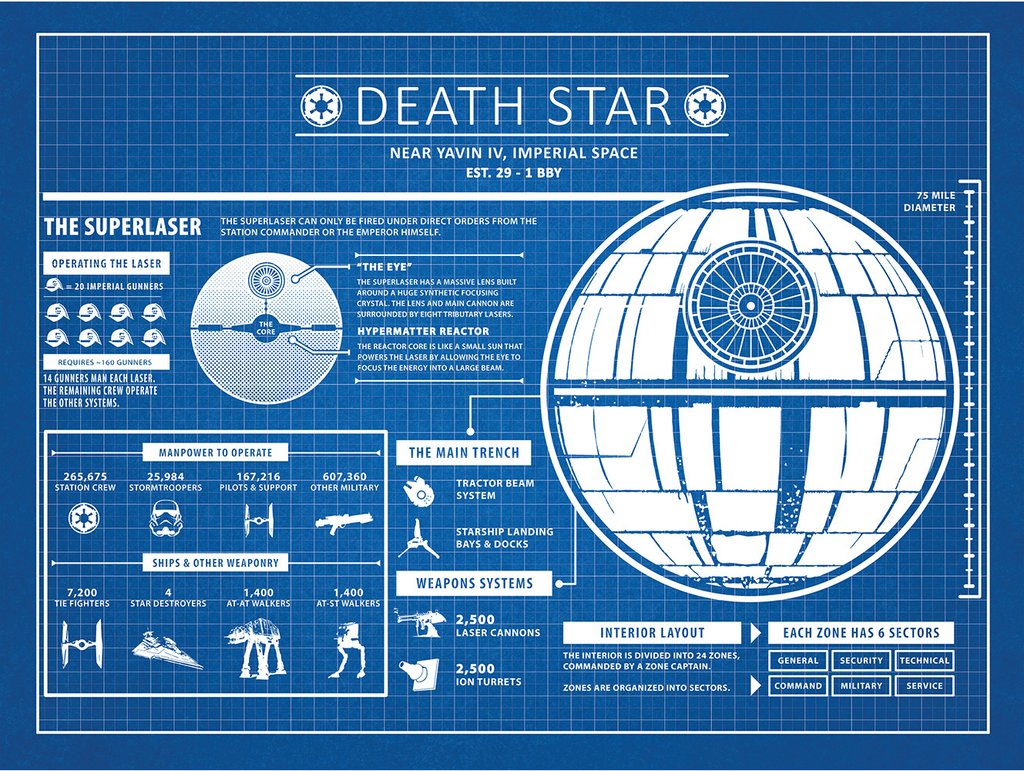 DEATH STAR
NEAR YAVIN IV, IMPERIAL SPACE
EST. 29 - 1 BBY
75 MILE
DIAMETER
THE SUPERLASER
THE SUPERLASER CAN ONLY BE FIRED UNDER DIRECT ORDERS FROM THE
STATION COMMANDER OR THE EMPEROR HIMSELF.
OPERATING THE LASER
= 20 IMPERIAL GUNNERS
REQUIRES ~160 GUNNERS
14 GUNNERS MAN EACH LASER.
THE REMAINING CREW OPERATE
THE OTHER SYSTEMS.
THE
CORE
"THE EYE"
THE SUPERLASER HAS A MASSIVE LENS BUILT
AROUND A HUGE SYNTHETIC FOCUSING
CRYSTAL. THE LENS AND MAIN CANNON ARE
SURROUNDED BY EIGHT TRIBUTARY LASERS.
HYPERMATTER REACTOR
THE REACTOR CORE IS LIKE A SMALL SUN THAT
POWERS THE LASER BY ALLOWING THE EYE TO
FOCUS THE ENERGY INTO A LARGE BEAM.
MANPOWER TO OPERATE
265,675 25,984 167,216 607,360
STATION CREW STORMTROOPERS PILOTS & SUPPORT OTHER MILITARY
SHIPS & OTHER WEAPONRY
7,200 4 1,400 1,400
TIE FIGHTERS STAR DESTROYERS AT-AT WALKERS AT-ST WALKERS
THE MAIN TRENCH
TRACTOR BEAM
SYSTEM
STARSHIP LANDING
BAYS & DOCKS
WEAPONS SYSTEMS
2,500
LASER CANNONS
2,500
ION TURRETS
INTERIOR LAYOUT
THE INTERIOR IS DIVIDED INTO 24 ZONES,
COMMANDED BY A ZONE CAPTAIN.
ZONES ARE ORGANIZED INTO SECTORS.
EACH ZONE HAS 6 SECTORS
GENERAL SECURITY TECHNICAL
COMMAND MILITARY SERVICE